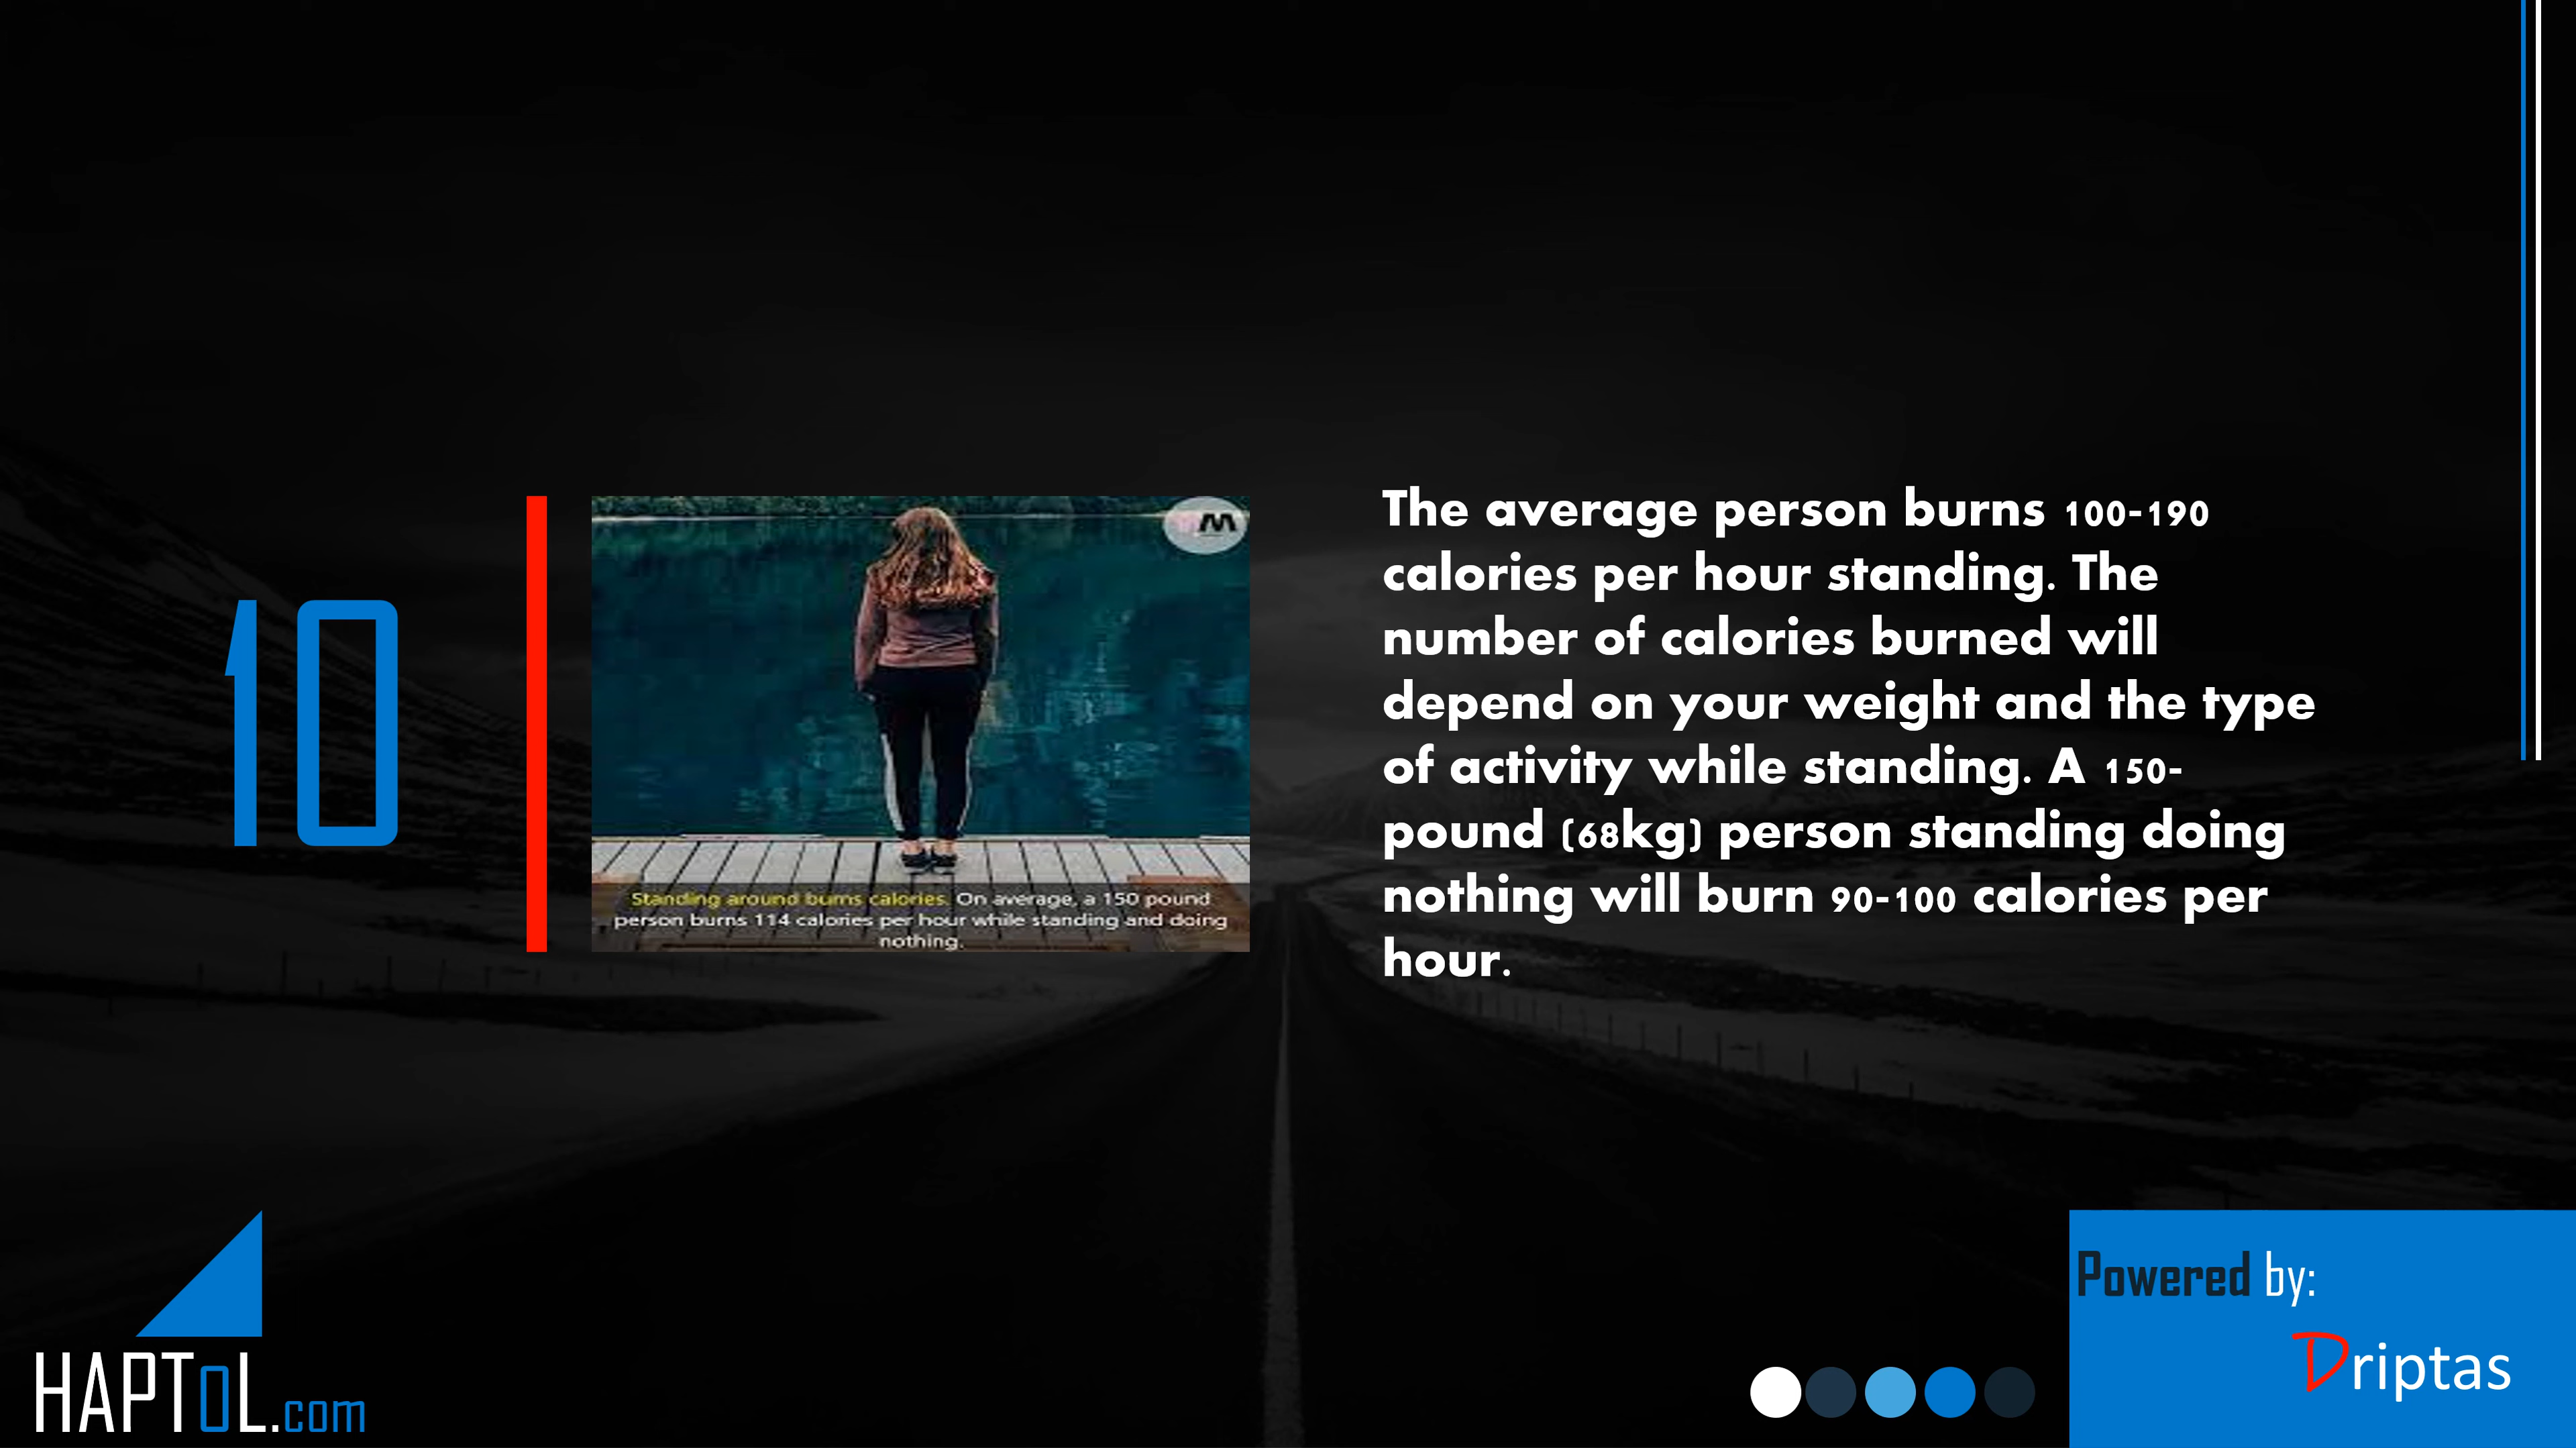 10
M
Standing around burns calories. On average, a 150 pound
person burns 114 calories per hour while standing and doing
nothing.
The average person burns 100-190
calories per hour standing. The
number of calories burned will
depend on your weight and the type
of activity while standing. A 150-
pound (68kg) person standing doing
nothing will burn 90-100 calories per
hour.
HAPToL.com
Powered by:
Driptas